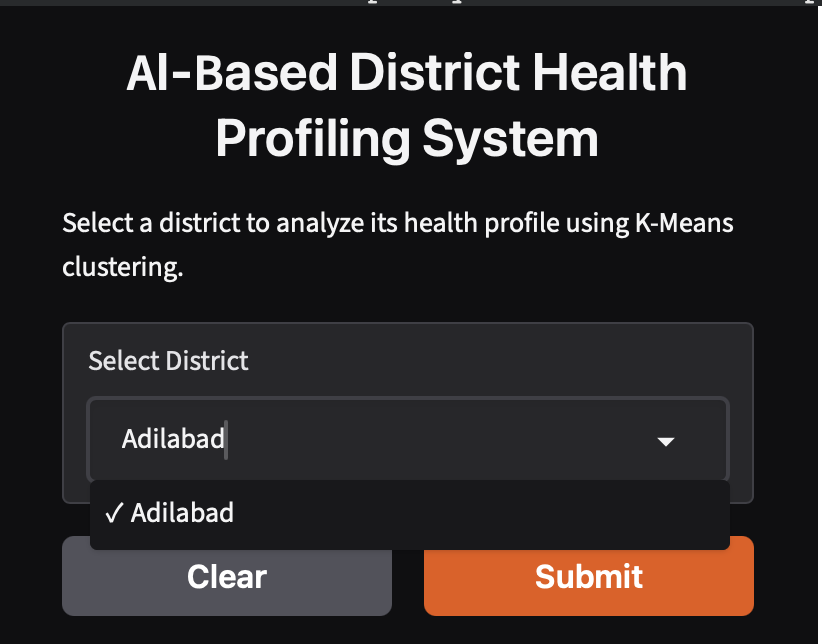 AI-Based District Health
Profiling System
Select a district to analyze its health profile using K-Means
clustering.
Select District
Adilabad
✓ Adilabad
Clear
Submit